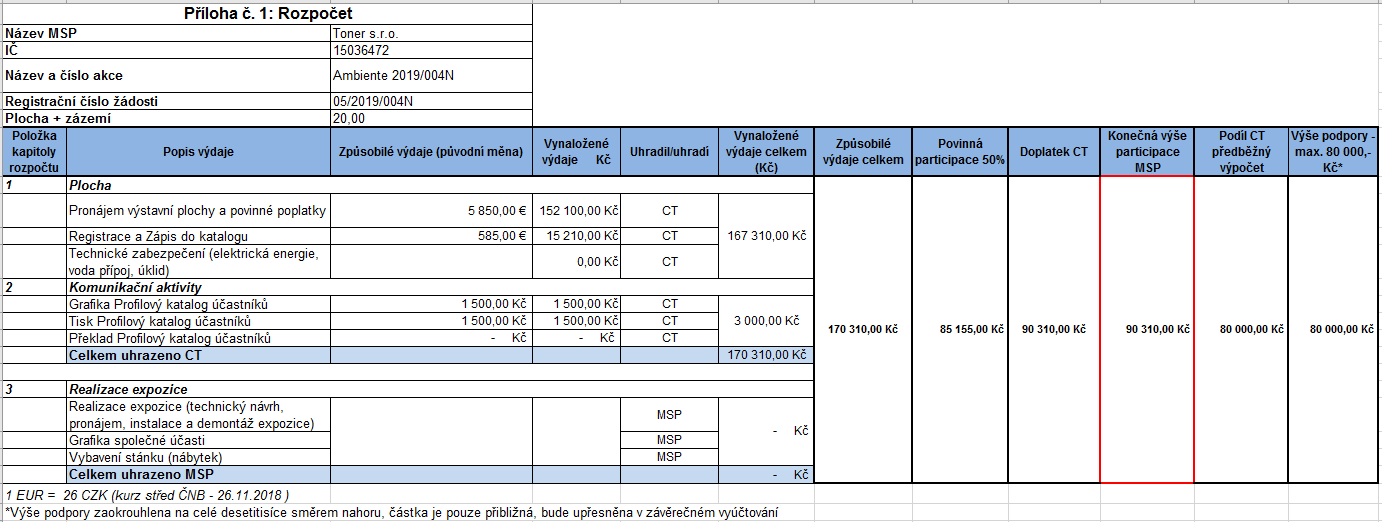 Příloha č. 1: Rozpočet
Název MSP Toner s.r.o.
IČ 15036472
Název a číslo akce Ambiente 2019/004N
Registrační číslo žádosti 05/2019/004N
Plocha + zázemí 20,00
Položka kapitoly rozpočtu Popis výdaje Způsobilé výdaje (původní měna) Vynaložené výdaje Kč Uhradil/uhradí Vynaložené výdaje celkem (Kč) Způsobilé výdaje celkem Povinná participace 50% Doplatek CT Konečná výše participace MSP Podíl CT předběžný výpočet Výše podpory - max. 80 000,- Kč*
1 Plocha
Pronájem výstavní plochy a povinné poplatky 5 850,00 € 152 100,00 Kč CT
Registrace a Zápis do katalogu 585,00 € 15 210,00 Kč CT 167 310,00 Kč
Technické zabezpečení (elektrická energie,
voda přípoj, úklid) 0,00 Kč CT
2 Komunikační aktivity
Grafika Profilový katalog účastníků 1 500,00 Kč 1 500,00 Kč CT
Tisk Profilový katalog účastníků 1 500,00 Kč 1 500,00 Kč CT 3 000,00 Kč
170 310,00 Kč 85 155,00 Kč 90 310,00 Kč 90 310,00 Kč 80 000,00 Kč 80 000,00 Kč
Překlad Profilový katalog účastníků - Kč - Kč CT
Celkem uhrazeno CT 170 310,00 Kč
3 Realizace expozice
Realizace expozice (technický návrh,
pronájem, instalace a demontáž expozice) MSP
- Kč
Grafika společné účasti MSP
Vybavení stánku (nábytek) MSP
Celkem uhrazeno MSP - Kč
1 EUR = 26 CZK (kurz střed ČNB - 26.11.2018 )
*Výše podpory zaokrouhlena na celé desetitisíce směrem nahoru, částka je pouze přibližná, bude upřesněna v závěrečném vyúčtování